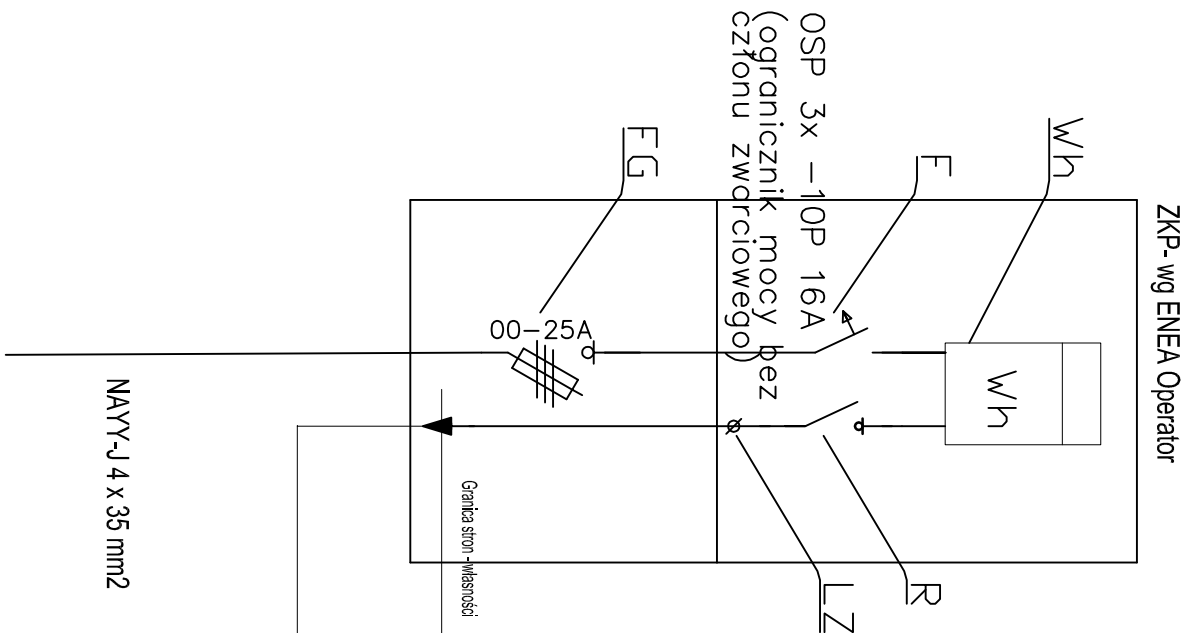 ZKP- wg ENEA Operator
Wh
Wh
F
OSP 3x -10P 16A
(ogranicznik mocy bez
członu zwarciowego)
FG
00-25A
R
LZ
Granica stron -własności
NAYY-J 4 x 35 mm2